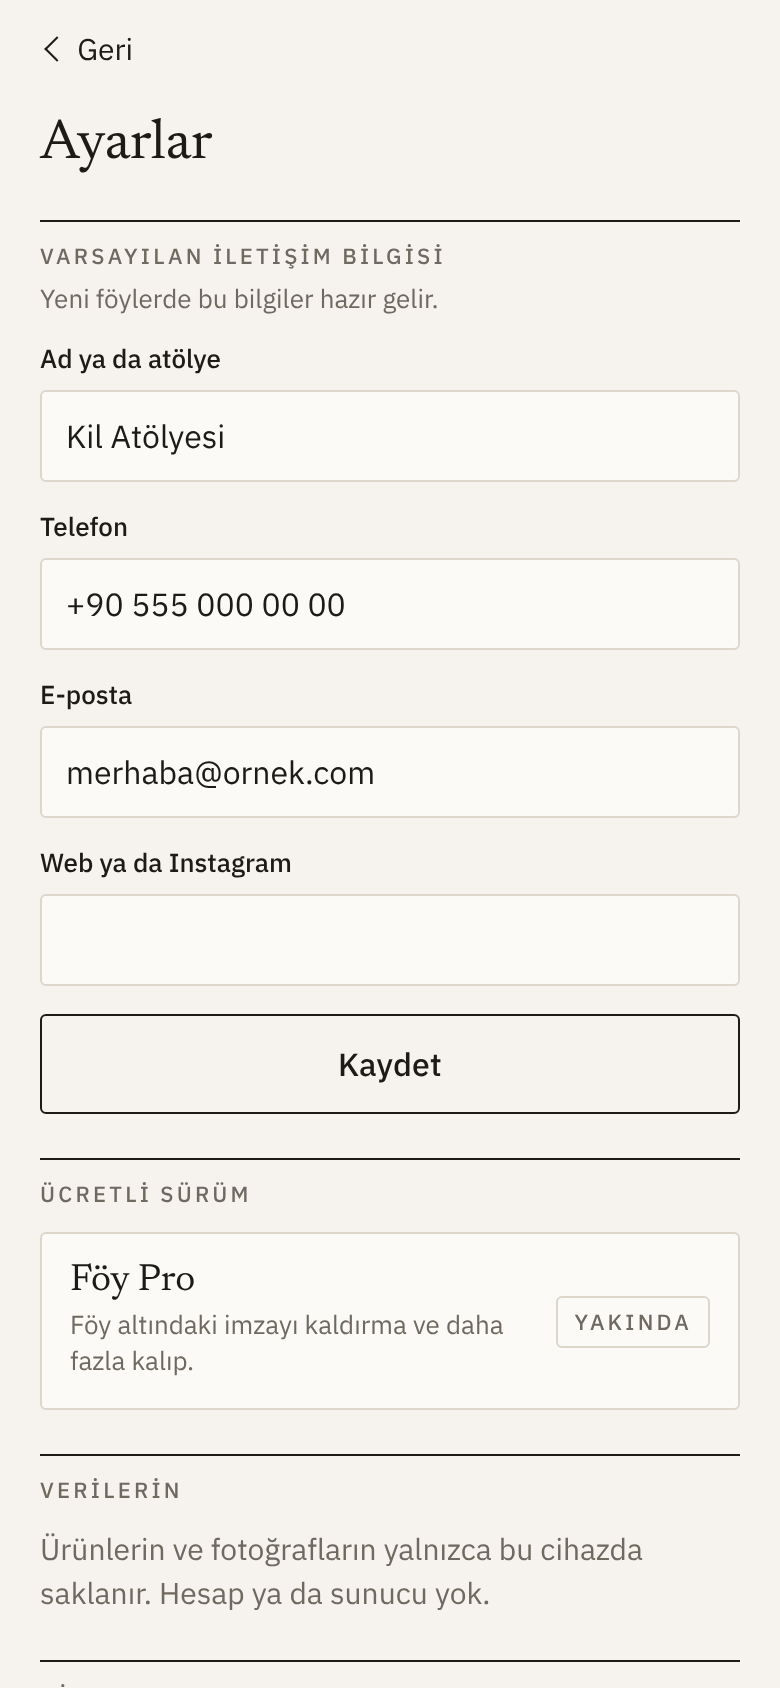 Geri
Ayarlar
VARSAYILAN İLETİŞİM BİLGİSİ
Yeni föylerde bu bilgiler hazır gelir.
Ad ya da atölye
Kil Atölyesi
Telefon
+90 555 000 00 00
E-posta
merhaba@ornek.com
Web ya da Instagram
Kaydet
ÜCRETLİ SÜRÜM
Föy Pro
Föy altındaki imzayı kaldırma ve daha
fazla kalıp.
YAKINDA
VERİLERİN
Ürünlerin ve fotoğrafların yalnızca bu cihazda
saklanır. Hesap ya da sunucu yok.